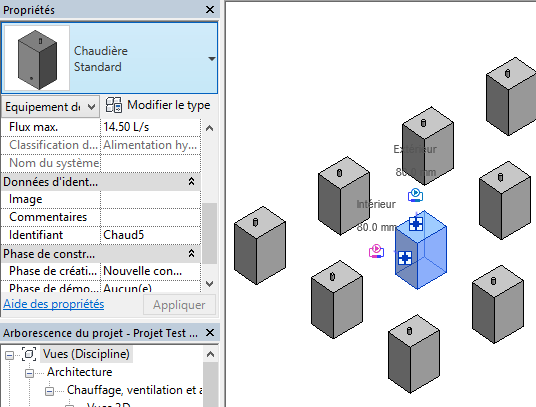 Propriétés
Chaudière
Standard
Equipement de
Modifier le type
Flux max.
14.50 L/s
Classification d...
Alimentation hy...
Nom du système
Données d'ident...
Image
Commentaires
Identifiant
Chaud5
Phase de constr...
Phase de créati...
Nouvelle con...
Phase de démo...
Aucun(e)
Aide des propriétés
Appliquer
Arborescence du projet - Projet Test ...
Vues (Discipline)
Architecture
Chauffage, ventilation et a
Vues 3D
Extérieur
80.0 mm
Intérieur
80.0 mm